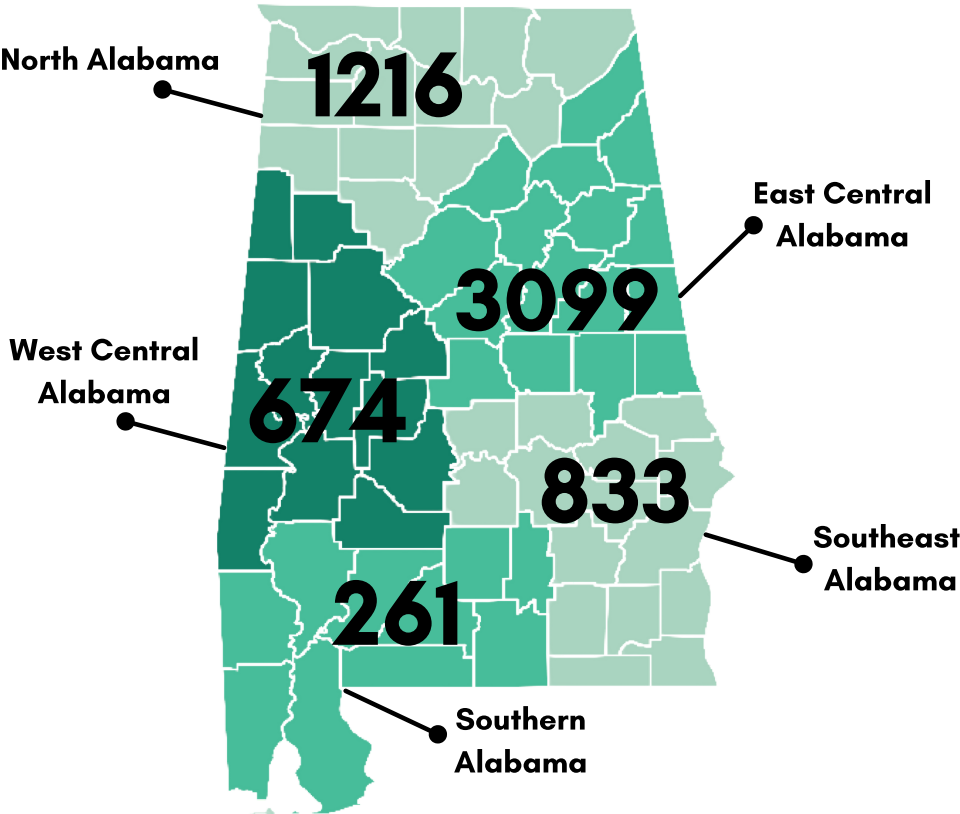 North Alabama
1216
East Central
Alabama
3099
West Central
Alabama
674
833
Southeast
Alabama
261
Southern
Alabama